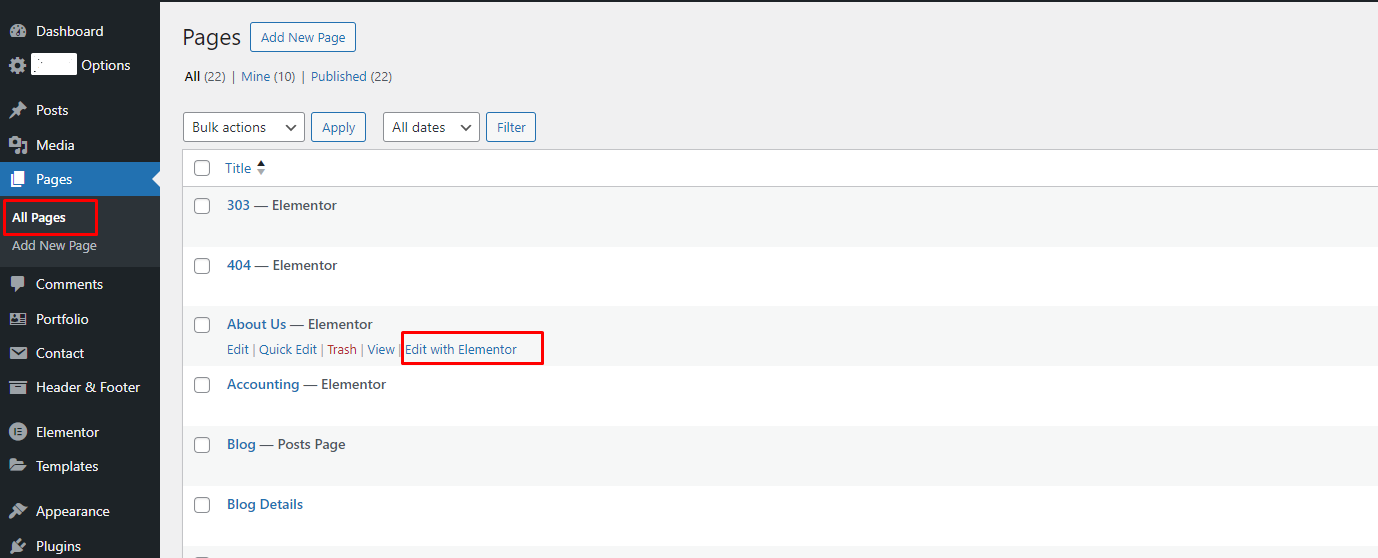 Dashboard
Options
Posts
Media
Pages
All Pages
Add New Page
Comments
Portfolio
Contact
Header & Footer
Elementor
Templates
Appearance
Plugins
Pages Add New Page
All (22) | Mine (10) | Published (22)
Bulk actions Apply All dates Filter
Title
303 — Elementor
404 — Elementor
About Us — Elementor
Edit | Quick Edit | Trash | View | Edit with Elementor
Accounting — Elementor
Blog — Posts Page
Blog Details